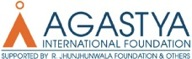 AGASTYA
INTERNATIONAL FOUNDATION
SUPPORTED BY R. JHUNJHUNWALA FOUNDATION & OTHERS